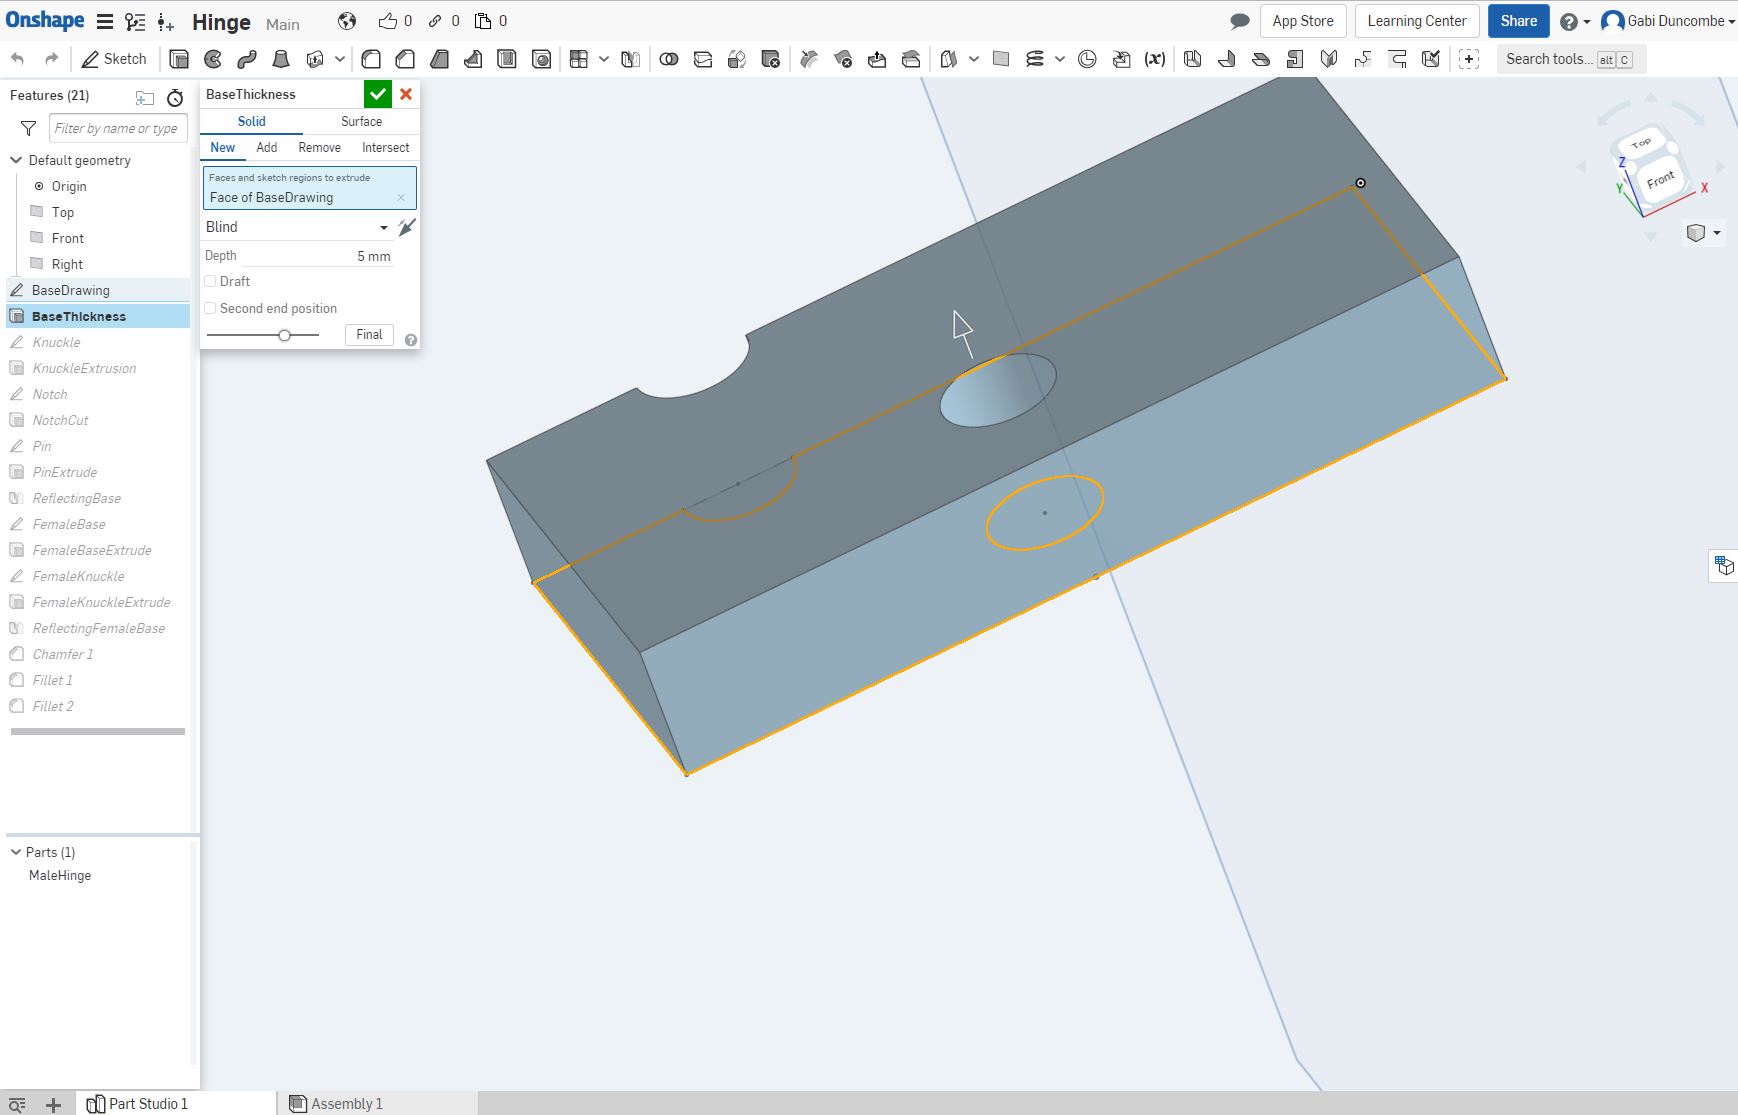 Onshape Hinge Main 0 0 0 App Store Learning Center Share Gabi Duncombe
Sketch (x) Search tools... alt C
Features (21)
Filter by name or type
Default geometry
Origin
Top
Front
Right
BaseDrawing
BaseThickness
Knuckle
KnuckleExtrusion
Notch
NotchCut
Pin
PinExtrude
ReflectingBase
FemaleBase
FemaleBaseExtrude
FemaleKnuckle
FemaleKnuckleExtrude
ReflectingFemaleBase
Chamfer 1
Fillet 1
Fillet 2
Parts (1)
MaleHinge
BaseThickness
Solid Surface
New Add Remove Intersect
Faces and sketch regions to extrude
Face of BaseDrawing
Blind
Depth 5 mm
Draft
Second end position
Final
Top
Z
Front
Y X
Part Studio 1 Assembly 1